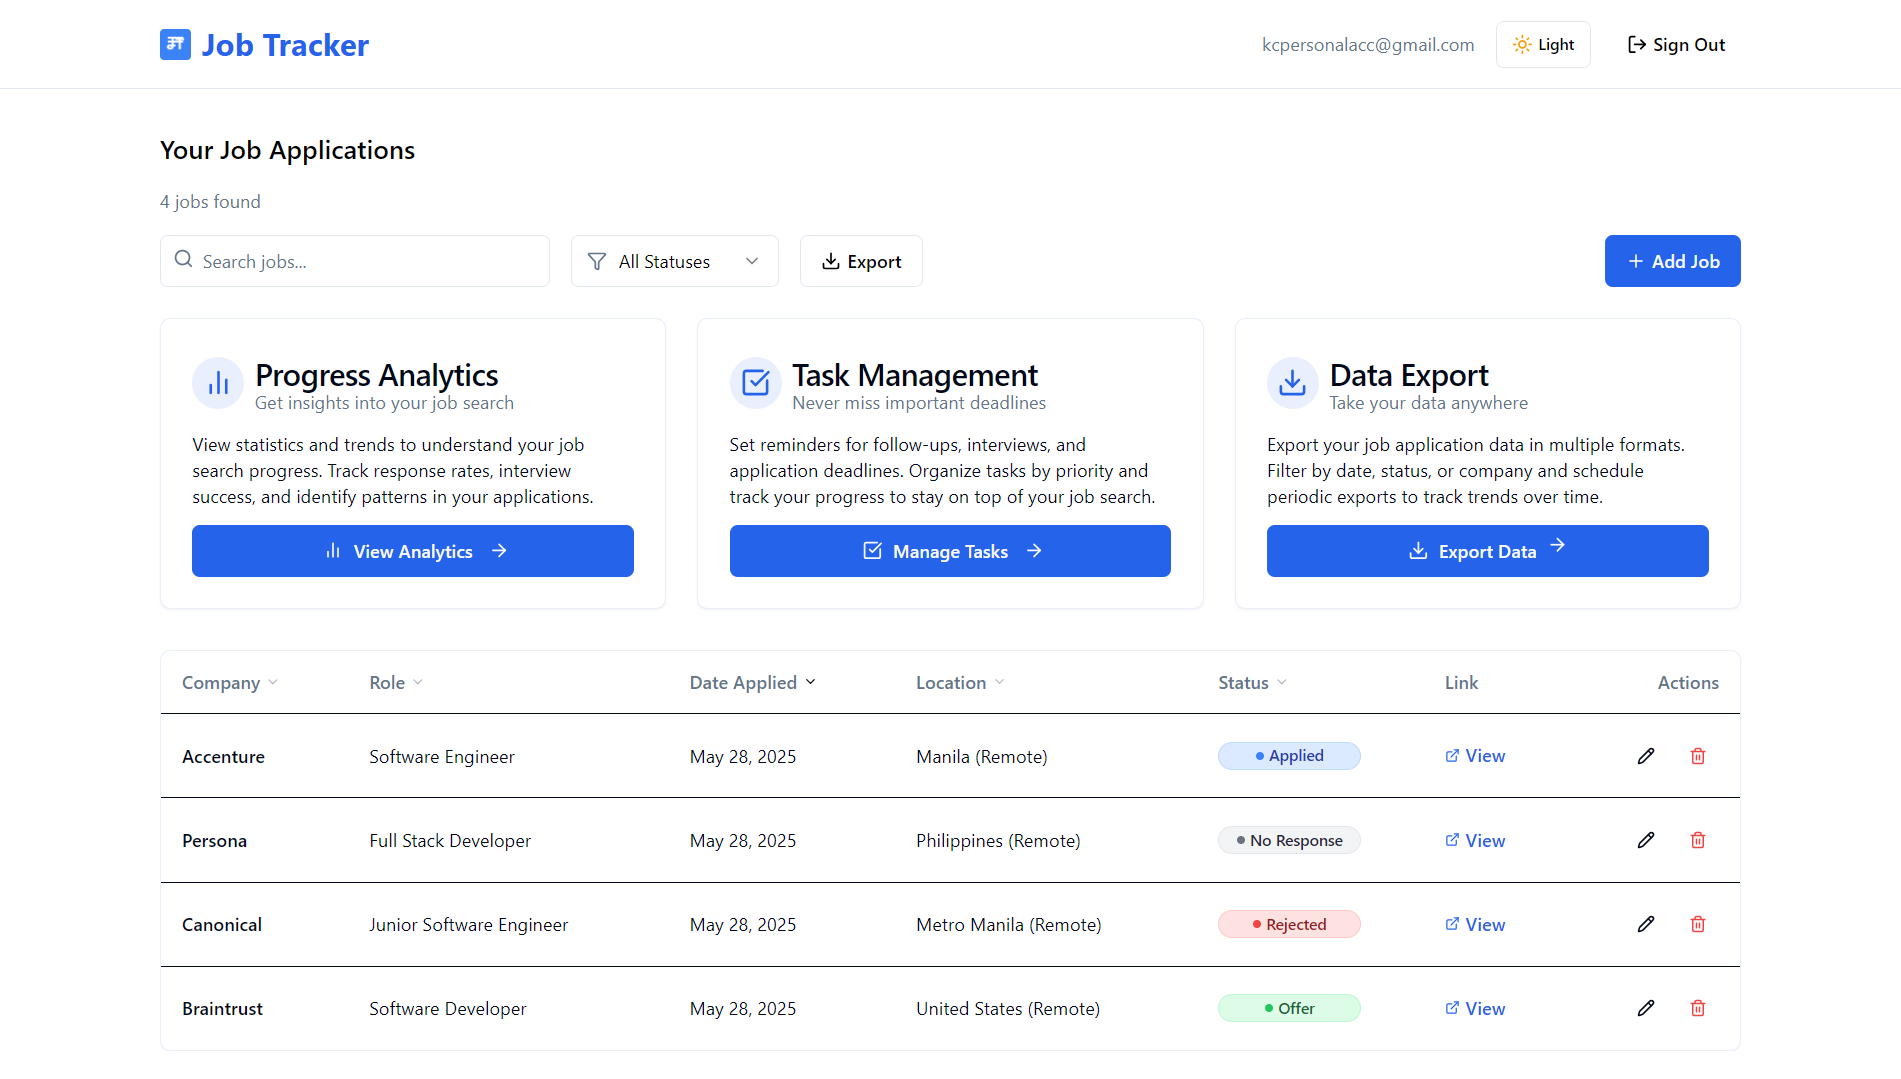 Job Tracker
kcpersonalacc@gmail.com
Light
Sign Out
Your Job Applications
4 jobs found
Search jobs...
All Statuses
Export
Add Job
Progress Analytics
Get insights into your job search
View statistics and trends to understand your job
search progress. Track response rates, interview
success, and identify patterns in your applications.
View Analytics
Task Management
Never miss important deadlines
Set reminders for follow-ups, interviews, and
application deadlines. Organize tasks by priority and
track your progress to stay on top of your job search.
Manage Tasks
Data Export
Take your data anywhere
Export your job application data in multiple formats.
Filter by date, status, or company and schedule
periodic exports to track trends over time.
Export Data
Company Role Date Applied Location Status Link Actions
Accenture Software Engineer May 28, 2025 Manila (Remote) Applied View
Persona Full Stack Developer May 28, 2025 Philippines (Remote) No Response View
Canonical Junior Software Engineer May 28, 2025 Metro Manila (Remote) Rejected View
Braintrust Software Developer May 28, 2025 United States (Remote) Offer View